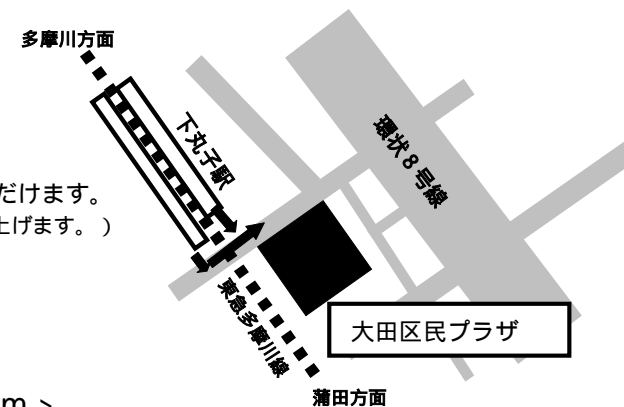 多摩川方面
下丸子駅
環状8号線
だけます。
上げます。）
東急多摩川線
大田区民プラザ
蒲田方面
m >